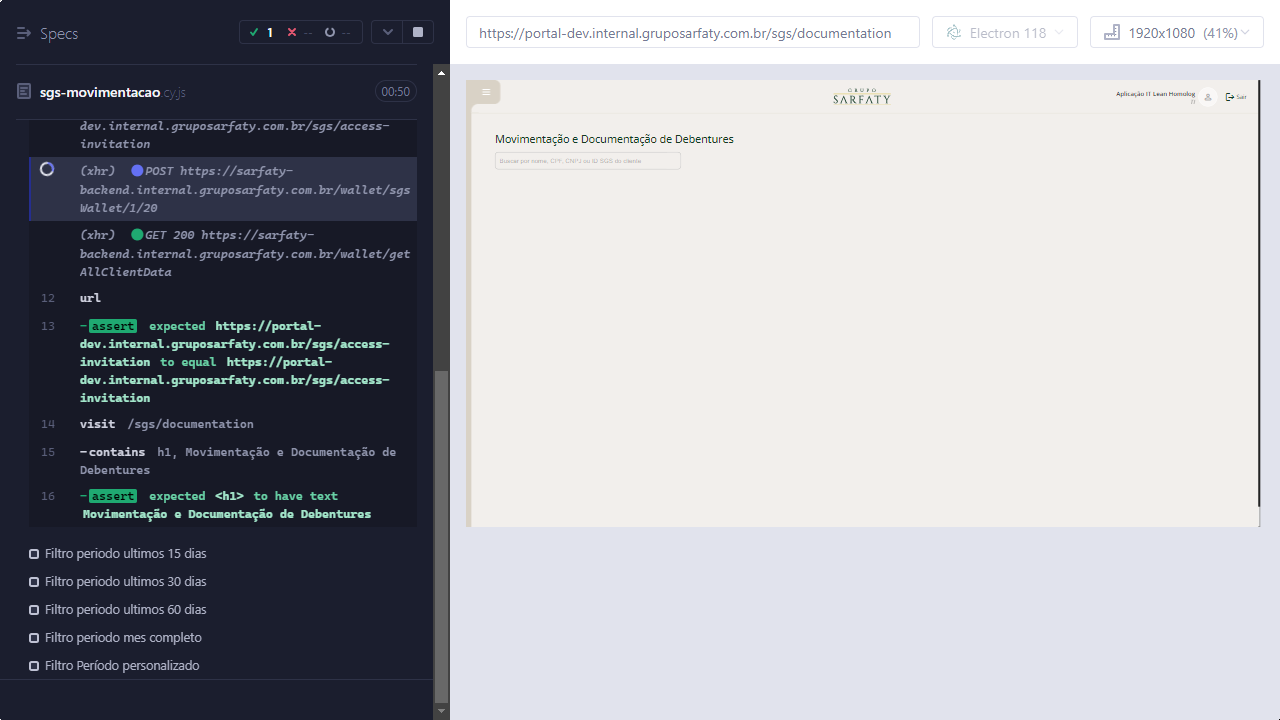 Specs
1
--
--
https://portal-dev.internal.gruposarfaty.com.br/sgs/documentation
Electron 118
1920x1080 (41%)
sgs-movimentacao.cy.js
00:50
dev.internal.gruposarfaty.com.br/sgs/access-
invitation
(xhr) POST https://sarfaty-
backend.internal.gruposarfaty.com.br/wallet/sgs
Wallet/1/20
(xhr) GET 200 https://sarfaty-
backend.internal.gruposarfaty.com.br/wallet/get
AllClientData
12 url
13 -assert expected https://portal-
dev.internal.gruposarfaty.com.br/sgs/access-
invitation to equal https://portal-
dev.internal.gruposarfaty.com.br/sgs/access-
invitation
14 visit /sgs/documentation
15 -contains h1, Movimentação e Documentação de
Debentures
16 -assert expected <h1> to have text
Movimentação e Documentação de Debentures
Filtro periodo ultimos 15 dias
Filtro periodo ultimos 30 dias
Filtro periodo ultimos 60 dias
Filtro periodo mes completo
Filtro Período personalizado
GRUPO
SARFATY
Aplicação IT Lean Homolog
IT
Sair
Movimentação e Documentação de Debentures
Buscar por nome, CPF, CNPJ ou ID SGS do cliente.